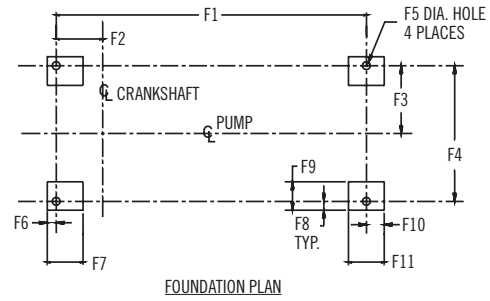 F1
F5 DIA. HOLE
4 PLACES
F2
F3
℄ CRANKSHAFT
℄ PUMP
F4
F9
F6
F8
TYP.
F10
F7
F11
FOUNDATION PLAN